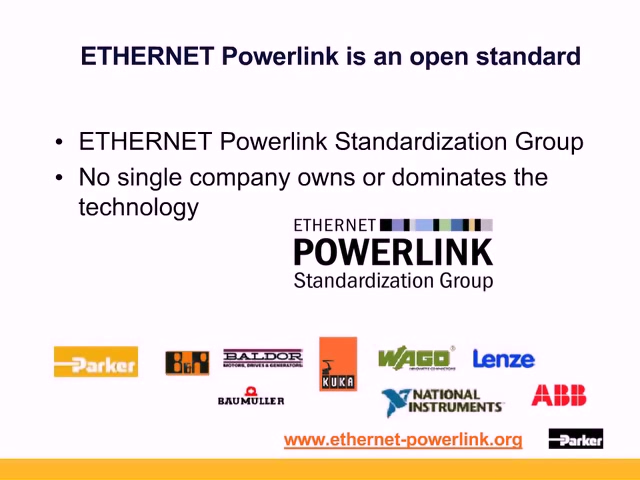 ETHERNET Powerlink is an open standard
• ETHERNET Powerlink Standardization Group
• No single company owns or dominates the
technology
ETHERNET
POWERLINK
Standardization Group
Parker
B&R
BALDOR
MOTORS, DRIVES & GENERATORS
KUKA
WAGO
INNOVATIVE CONNECTIONS
Lenze
BAUMULLER
NATIONAL
INSTRUMENTS
ABB
www.ethernet-powerlink.org
Parker